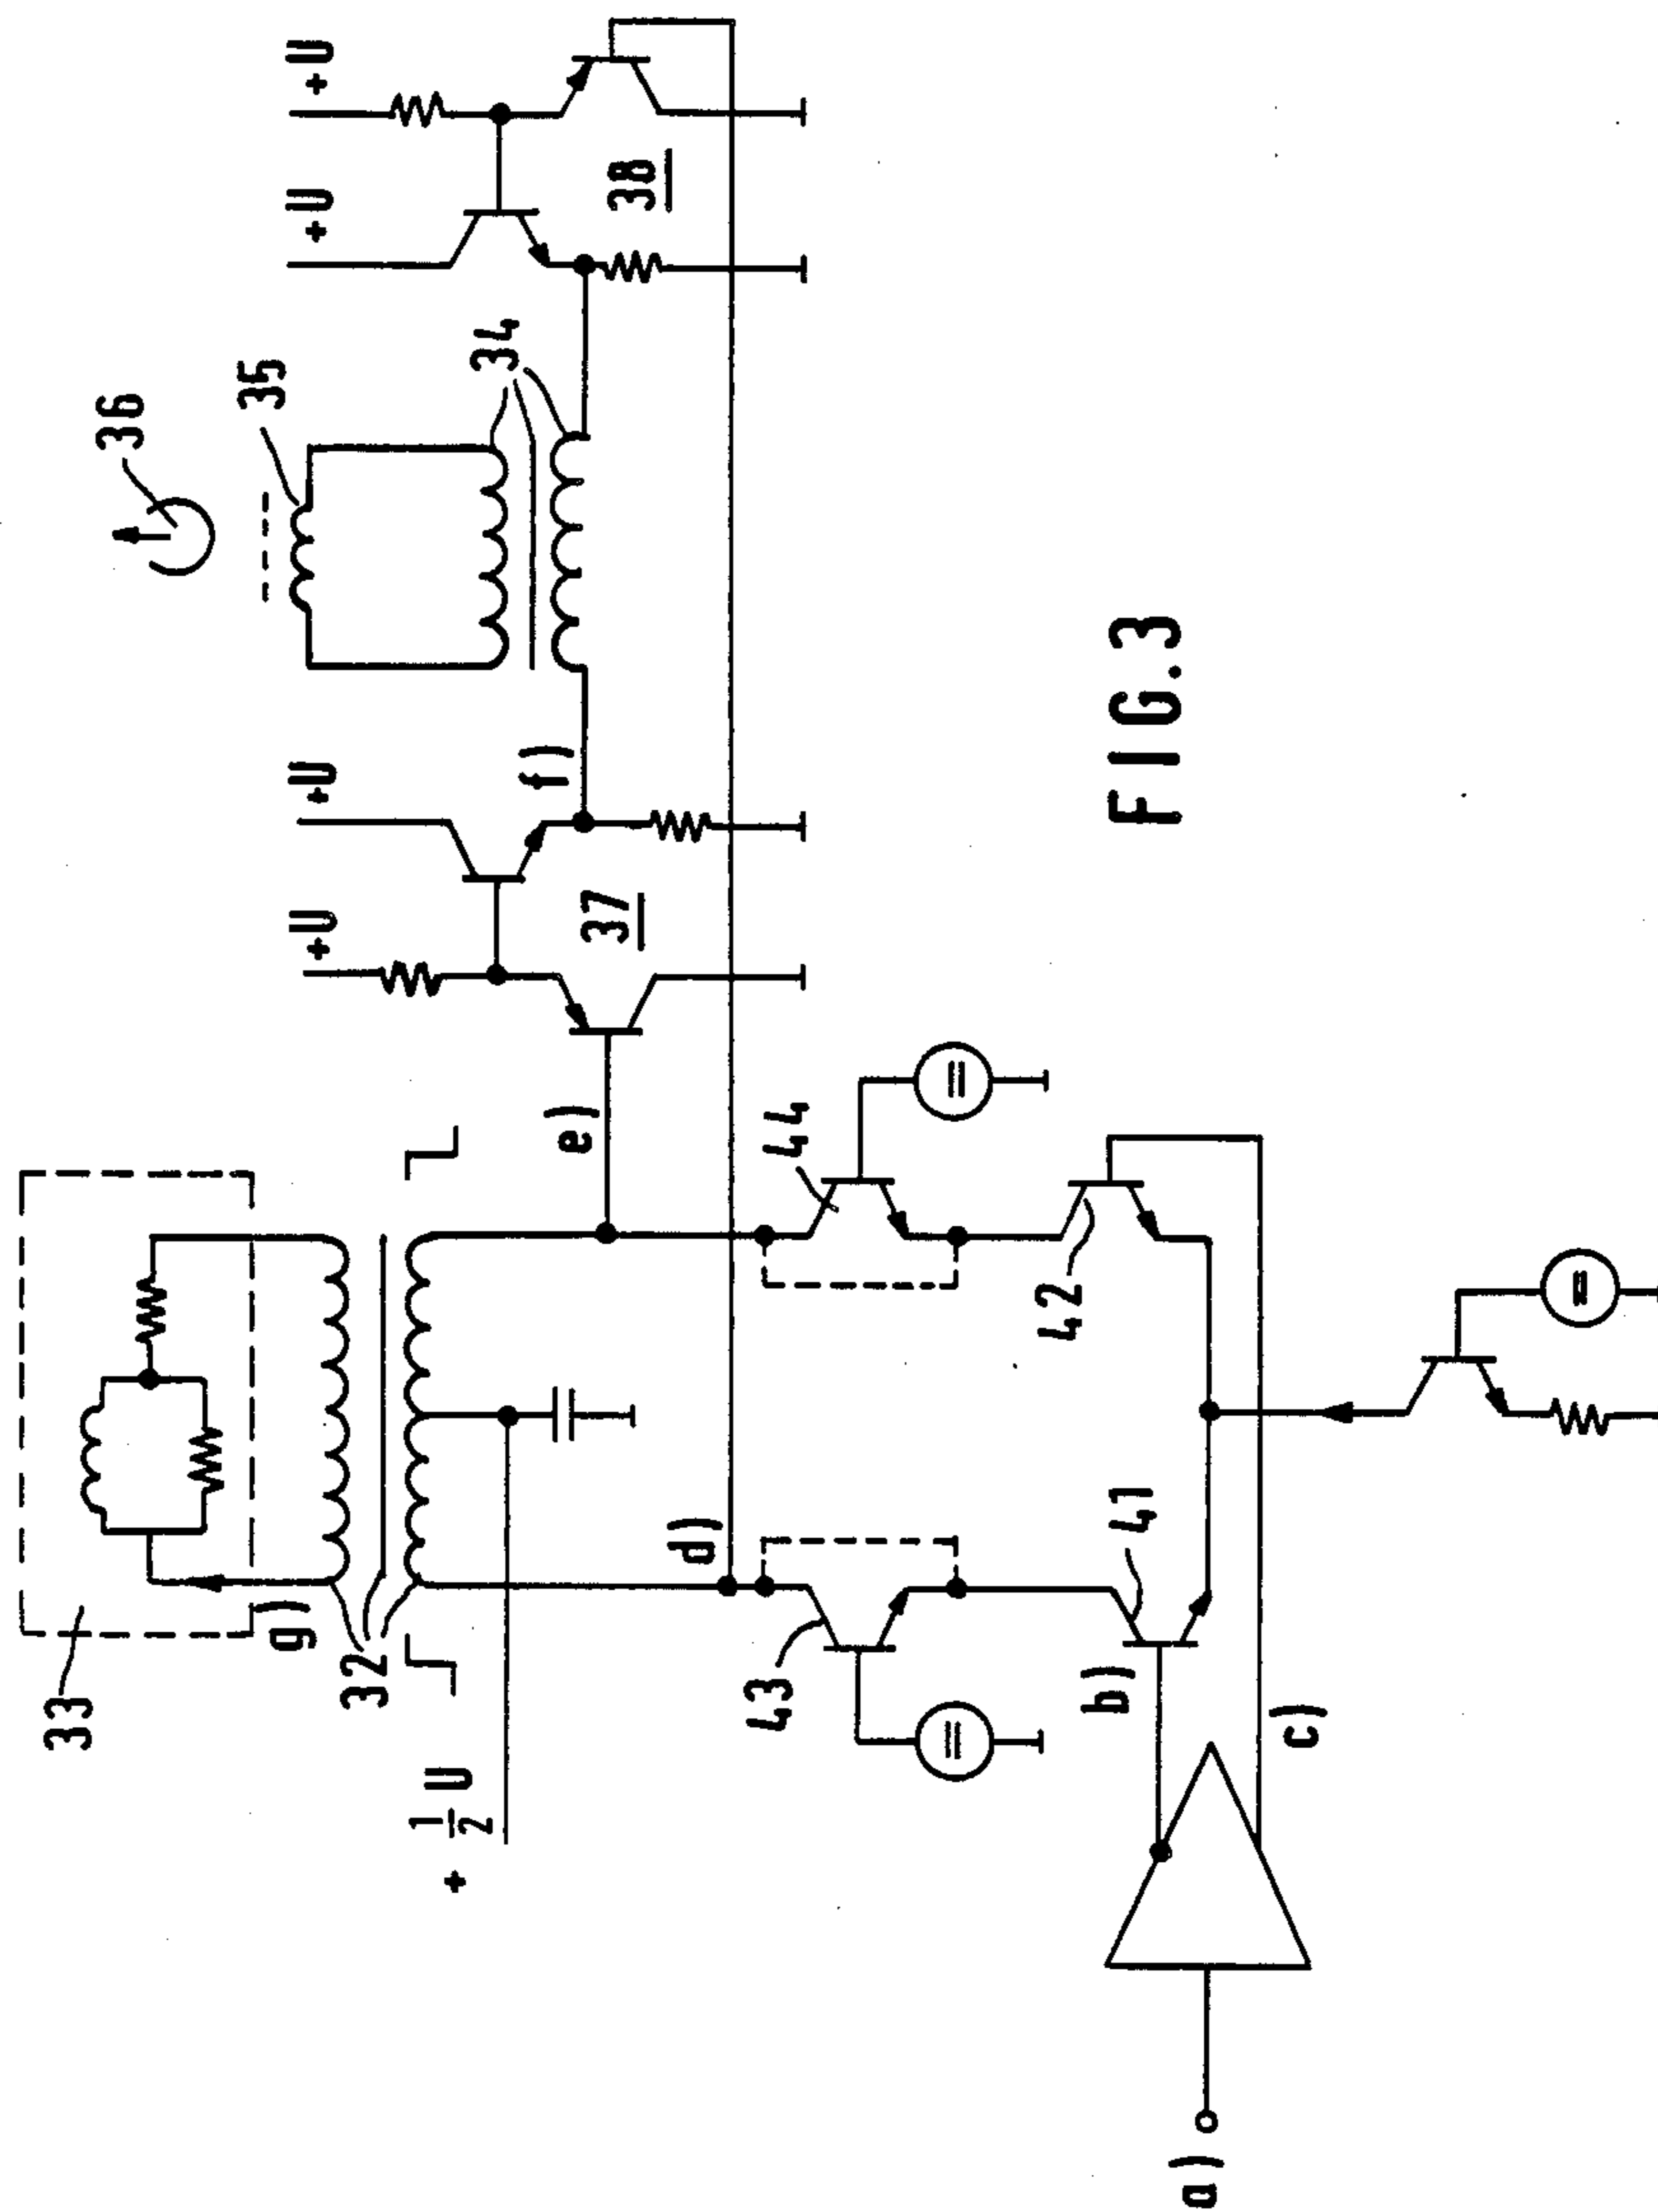 33
g)
32
+ 1/2 U
36
35
34
+U
+U
f)
37
+U
+U
38
e)
d)
44
43
42
41
b)
c)
a)
=
=
=
FIG.3